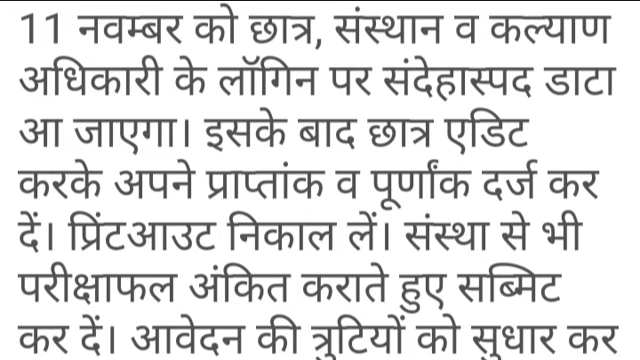 11 नवम्बर को छात्र, संस्थान व कल्याण
अधिकारी के लॉगिन पर संदेहास्पद डाटा
आ जाएगा। इसके बाद छात्र एडिट
करके अपने प्राप्तांक व पूर्णांक दर्ज कर
दें। प्रिंटआउट निकाल लें। संस्था से भी
परीक्षाफल अंकित कराते हुए सब्मिट
कर दें। आवेदन की त्रुटियों को सुधार कर